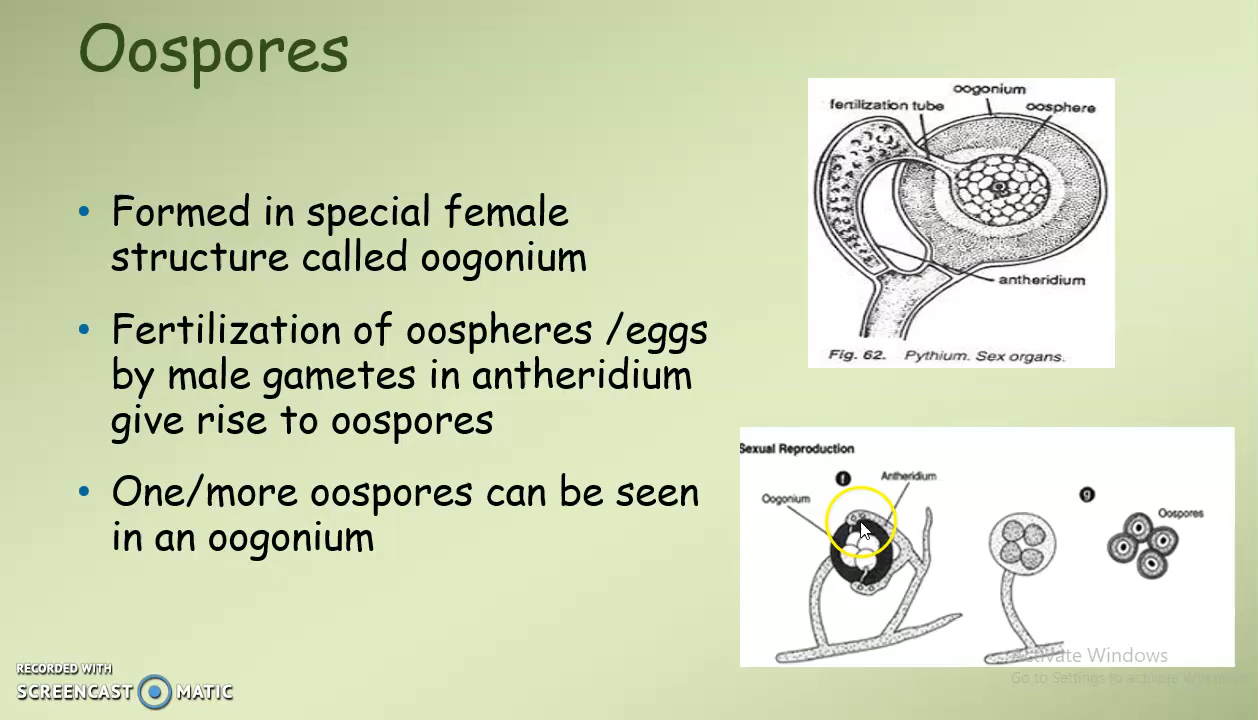 Oospores
• Formed in special female
structure called oogonium
• Fertilization of oospheres /eggs
by male gametes in antheridium
give rise to oospores
• One/more oospores can be seen
in an oogonium
oogonium
fertilization tube
oosphere
antheridium
Fig. 62. Pythium. Sex organs.
Sexual Reproduction
f
Antheridium
Oogonium
g
Oospores
Activate Windows
Go to Settings to activate Windows.
RECORDED WITH
SCREENCAST MATIC